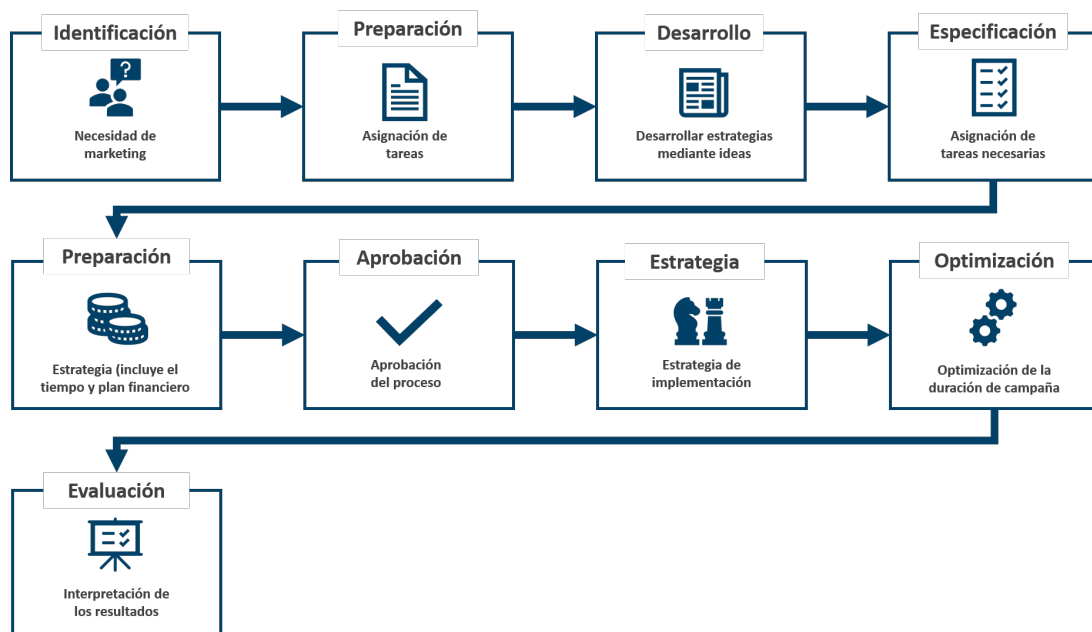 Identificación
?
Necesidad de
marketing
Preparación
Asignación de
tareas
Desarrollo
Desarrollar estrategias
mediante ideas
Especificación
Asignación de
tareas necesarias
Preparación
Estrategia (incluye el
tiempo y plan financiero
Aprobación
Aprobación
del proceso
Estrategia
Estrategia de
implementación
Optimización
Optimización de la
duración de campaña
Evaluación
Interpretación de
los resultados